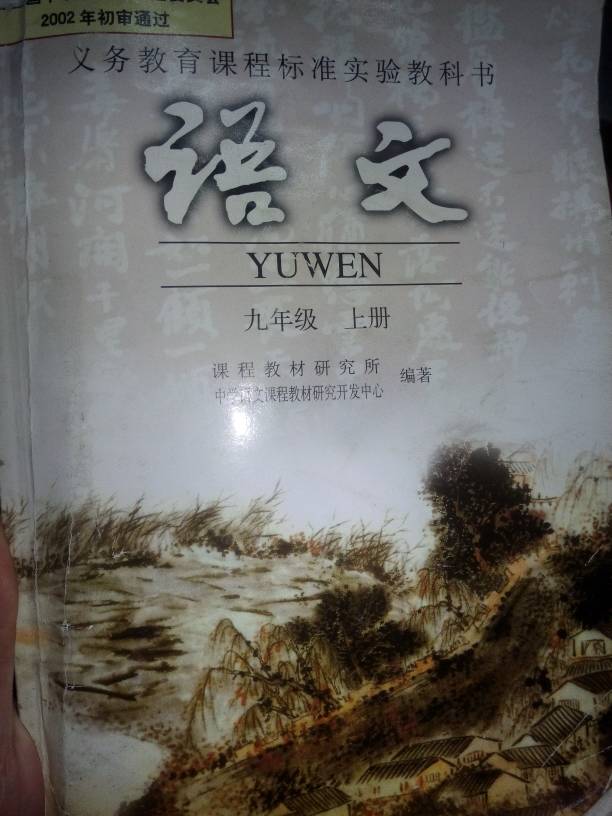 2002年初审通过
义务教育课程标准实验教科书
语文
YUWEN
九年级 上册
课程教材研究所
中学语文课程教材研究开发中心
编著